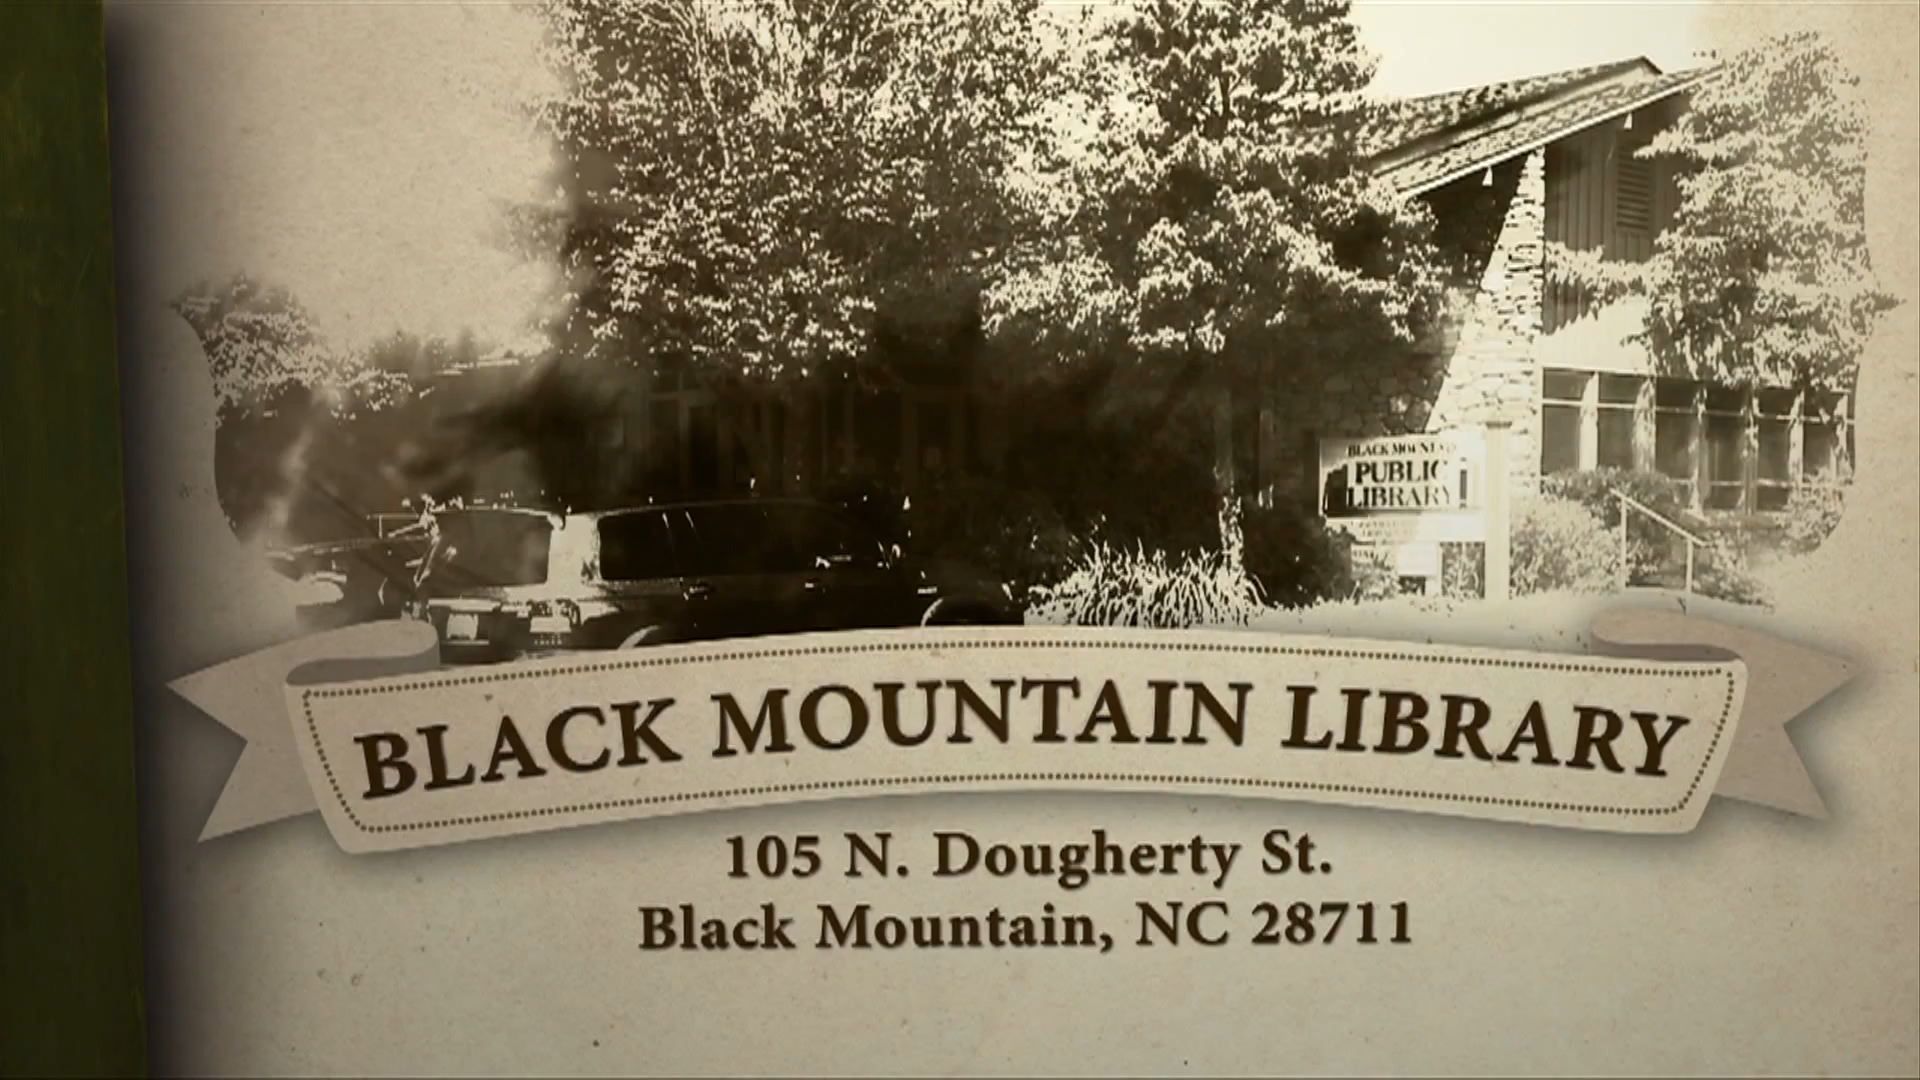 PUBLIC
LIBRARY
BLACK MOUNTAIN LIBRARY
105 N. Dougherty St.
Black Mountain, NC 28711